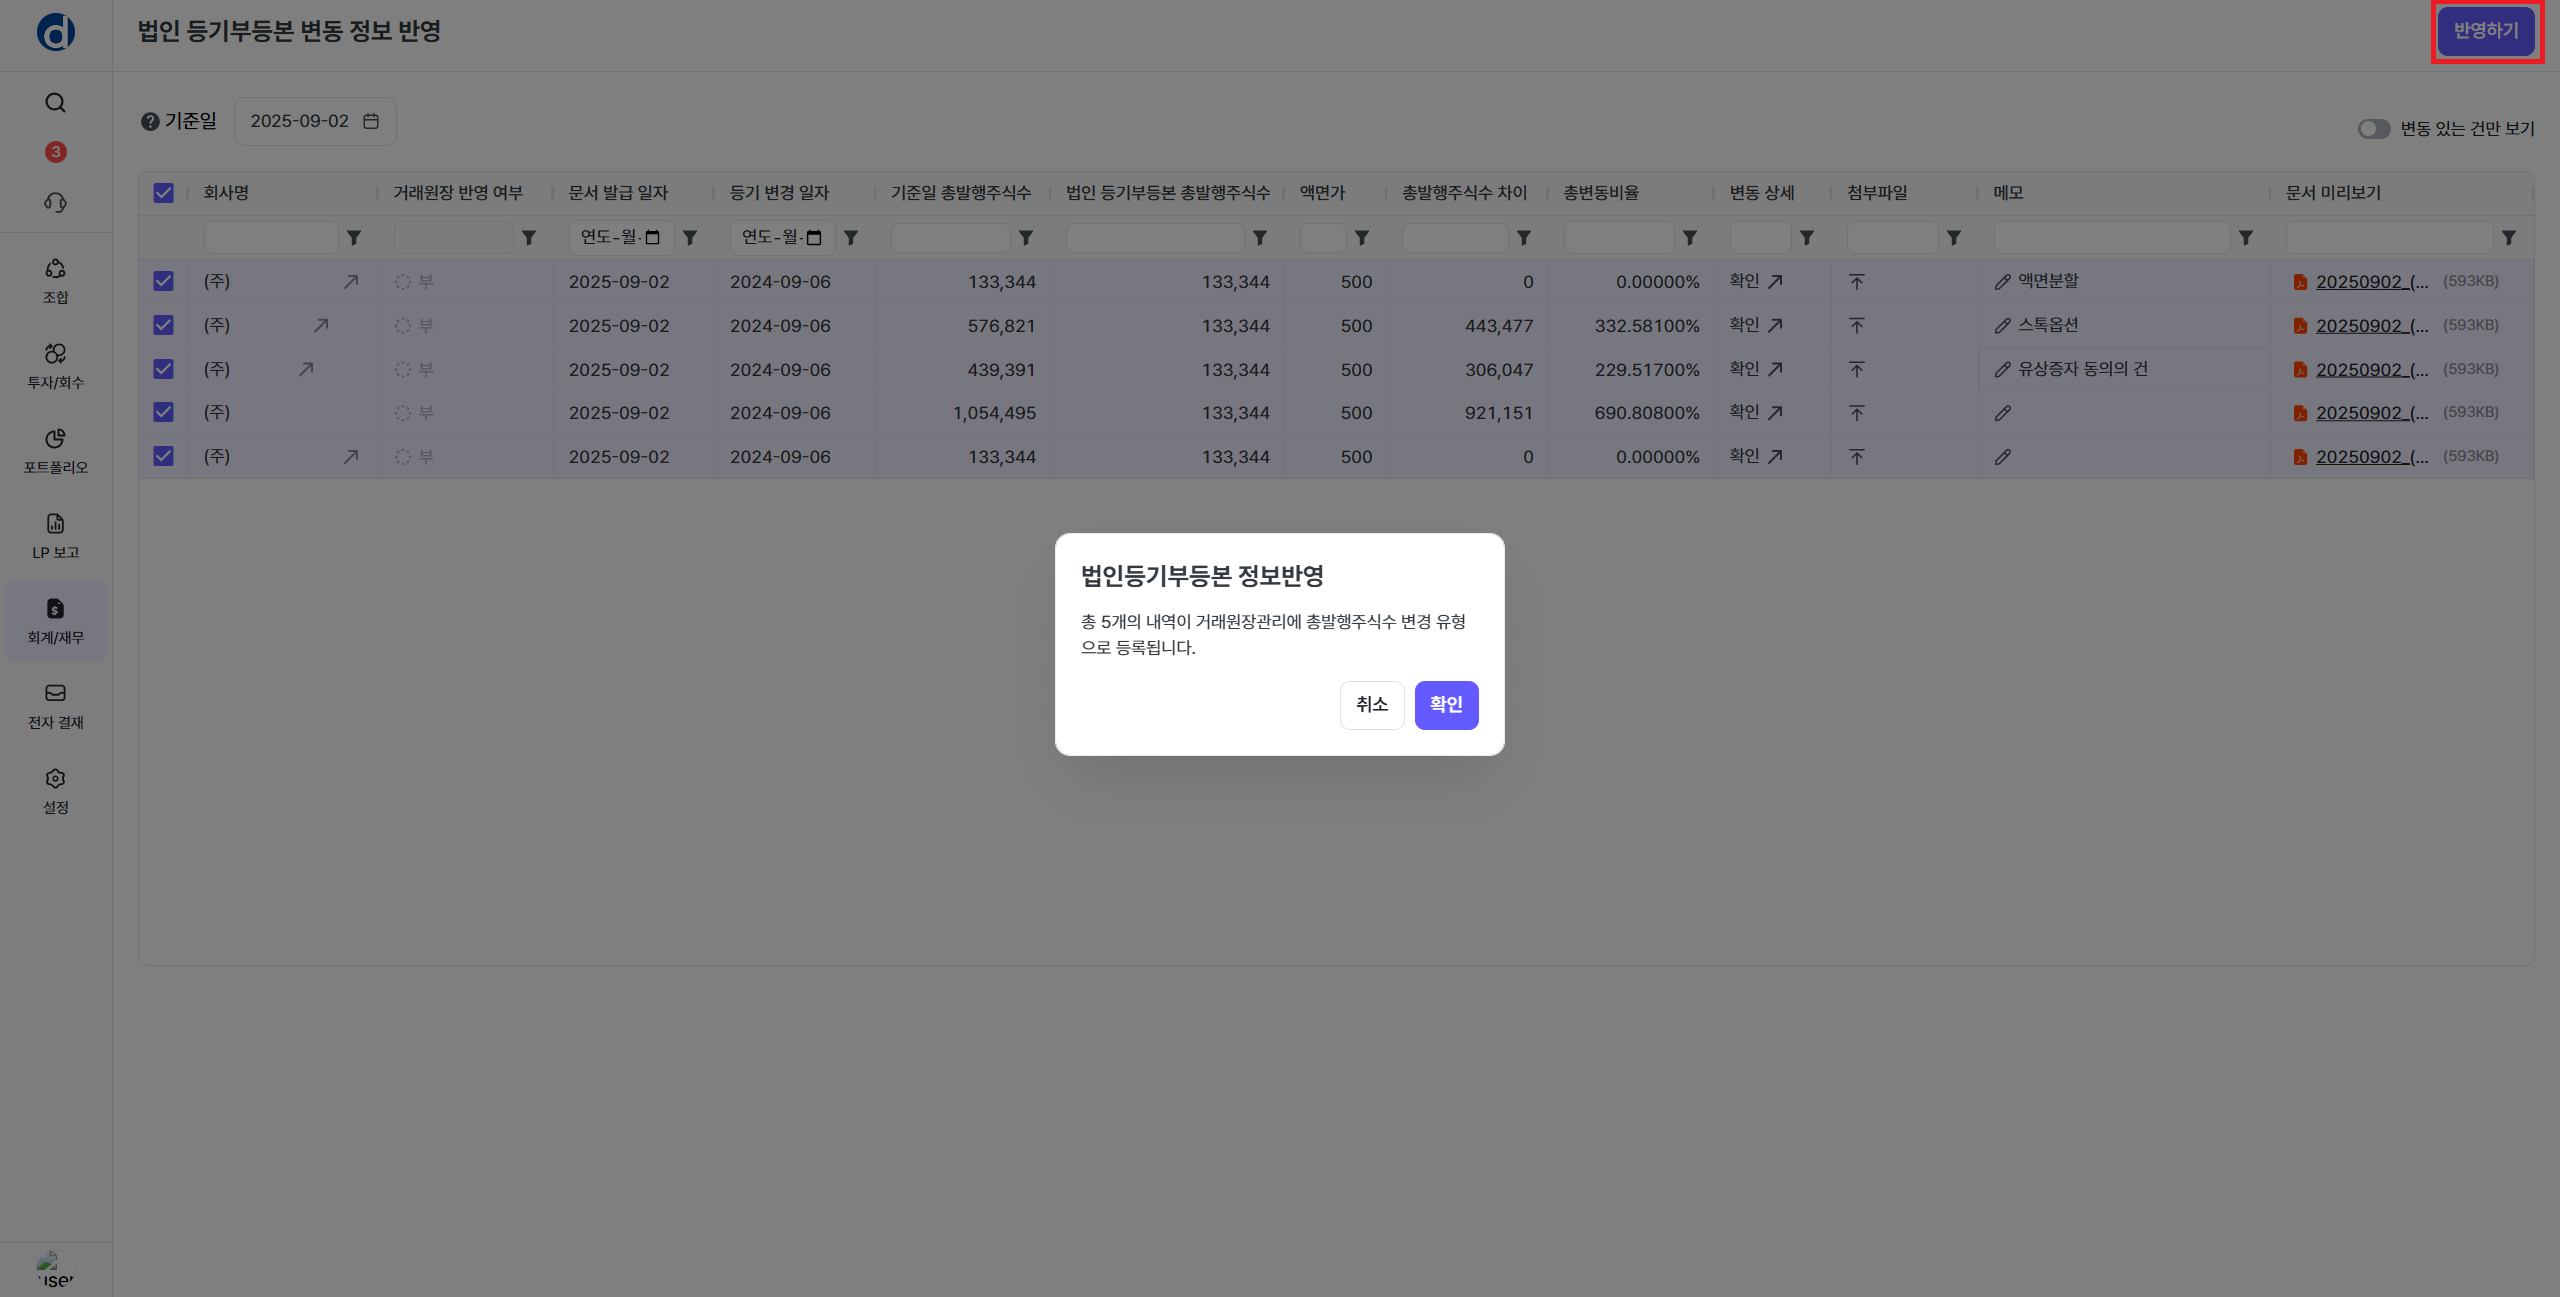 d
법인 등기부등본 변동 정보 반영
반영하기
3
조합
투자/회수
포트폴리오
LP 보고
회계/재무
전자 결재
설정
user
기준일 2025-09-02
변동 있는 건만 보기
회사명 거래원장 반영 여부 문서 발급 일자 등기 변경 일자 기준일 총발행주식수 법인 등기부등본 총발행주식수 액면가 총발행주식수 차이 총변동비율 변동 상세 첨부파일 메모 문서 미리보기
연도-월- 연도-월-
(주) 부 2025-09-02 2024-09-06 133,344 133,344 500 0 0.00000% 확인 액면분할 20250902_(... (593KB)
(주) 부 2025-09-02 2024-09-06 576,821 133,344 500 443,477 332.58100% 확인 스톡옵션 20250902_(... (593KB)
(주) 부 2025-09-02 2024-09-06 439,391 133,344 500 306,047 229.51700% 확인 유상증자 동의의 건 20250902_(... (593KB)
(주) 부 2025-09-02 2024-09-06 1,054,495 133,344 500 921,151 690.80800% 확인 20250902_(... (593KB)
(주) 부 2025-09-02 2024-09-06 133,344 133,344 500 0 0.00000% 확인 20250902_(... (593KB)
법인등기부등본 정보반영
총 5개의 내역이 거래원장관리에 총발행주식수 변경 유형
으로 등록됩니다.
취소 확인